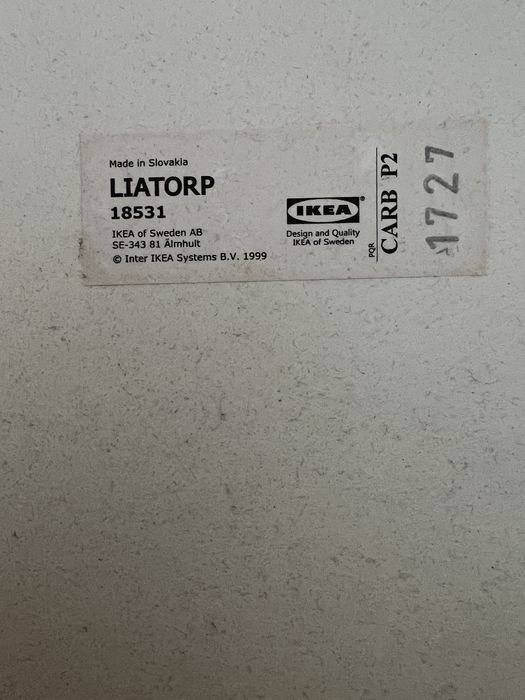 Made in Slovakia
LIATORP
18531
IKEA of Sweden AB
SE-343 81 Älmhult
© Inter IKEA Systems B.V. 1999
IKEA®
Design and Quality
IKEA of Sweden
PQR
CARB P2
1727